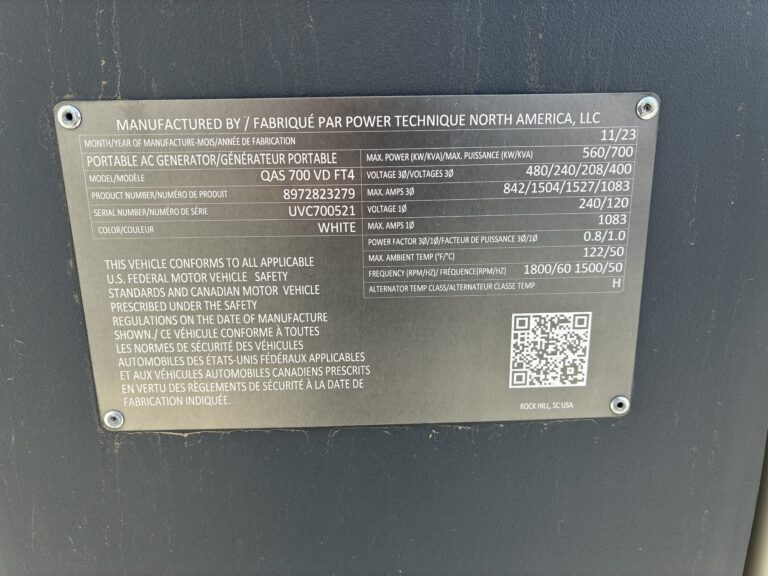 MANUFACTURED BY / FABRIQUÉ PAR POWER TECHNIQUE NORTH AMERICA, LLC
MONTH/YEAR OF MANUFACTURE-MOIS/ANNÉE DE FABRICATION 11/23
PORTABLE AC GENERATOR/GÉNÉRATEUR PORTABLE
MODEL/MODÈLE QAS 700 VD FT4
PRODUCT NUMBER/NUMÉRO DE PRODUIT 8972823279
SERIAL NUMBER/NUMÉRO DE SÉRIE UVC700521
COLOR/COULEUR WHITE
MAX. POWER (KW/KVA)/MAX. PUISSANCE (KW/KVA) 560/700
VOLTAGE 3Ø/VOLTAGES 3Ø 480/240/208/400
MAX. AMPS 3Ø 842/1504/1527/1083
VOLTAGE 1Ø 240/120
MAX. AMPS 1Ø 1083
POWER FACTOR 3Ø/1Ø/FACTEUR DE PUISSANCE 3Ø/1Ø 0.8/1.0
MAX. AMBIENT TEMP (°F/°C) 122/50
FREQUENCY (RPM/HZ)/ FRÉQUENCE(RPM/HZ) 1800/60 1500/50
ALTERNATOR TEMP CLASS/ALTERNATEUR CLASSE TEMP H
THIS VEHICLE CONFORMS TO ALL APPLICABLE
U.S. FEDERAL MOTOR VEHICLE SAFETY
STANDARDS AND CANADIAN MOTOR VEHICLE
PRESCRIBED UNDER THE SAFETY
REGULATIONS ON THE DATE OF MANUFACTURE
SHOWN./ CE VÉHICULE CONFORME À TOUTES
LES NORMES DE SÉCURITÉ DES VÉHICULES
AUTOMOBILES DES ÉTATS-UNIS FÉDÉRAUX APPLICABLES
ET AUX VÉHICULES AUTOMOBILES CANADIENS PRESCRITS
EN VERTU DES RÈGLEMENTS DE SÉCURITÉ À LA DATE DE
FABRICATION INDIQUÉE.
ROCK HILL, SC USA